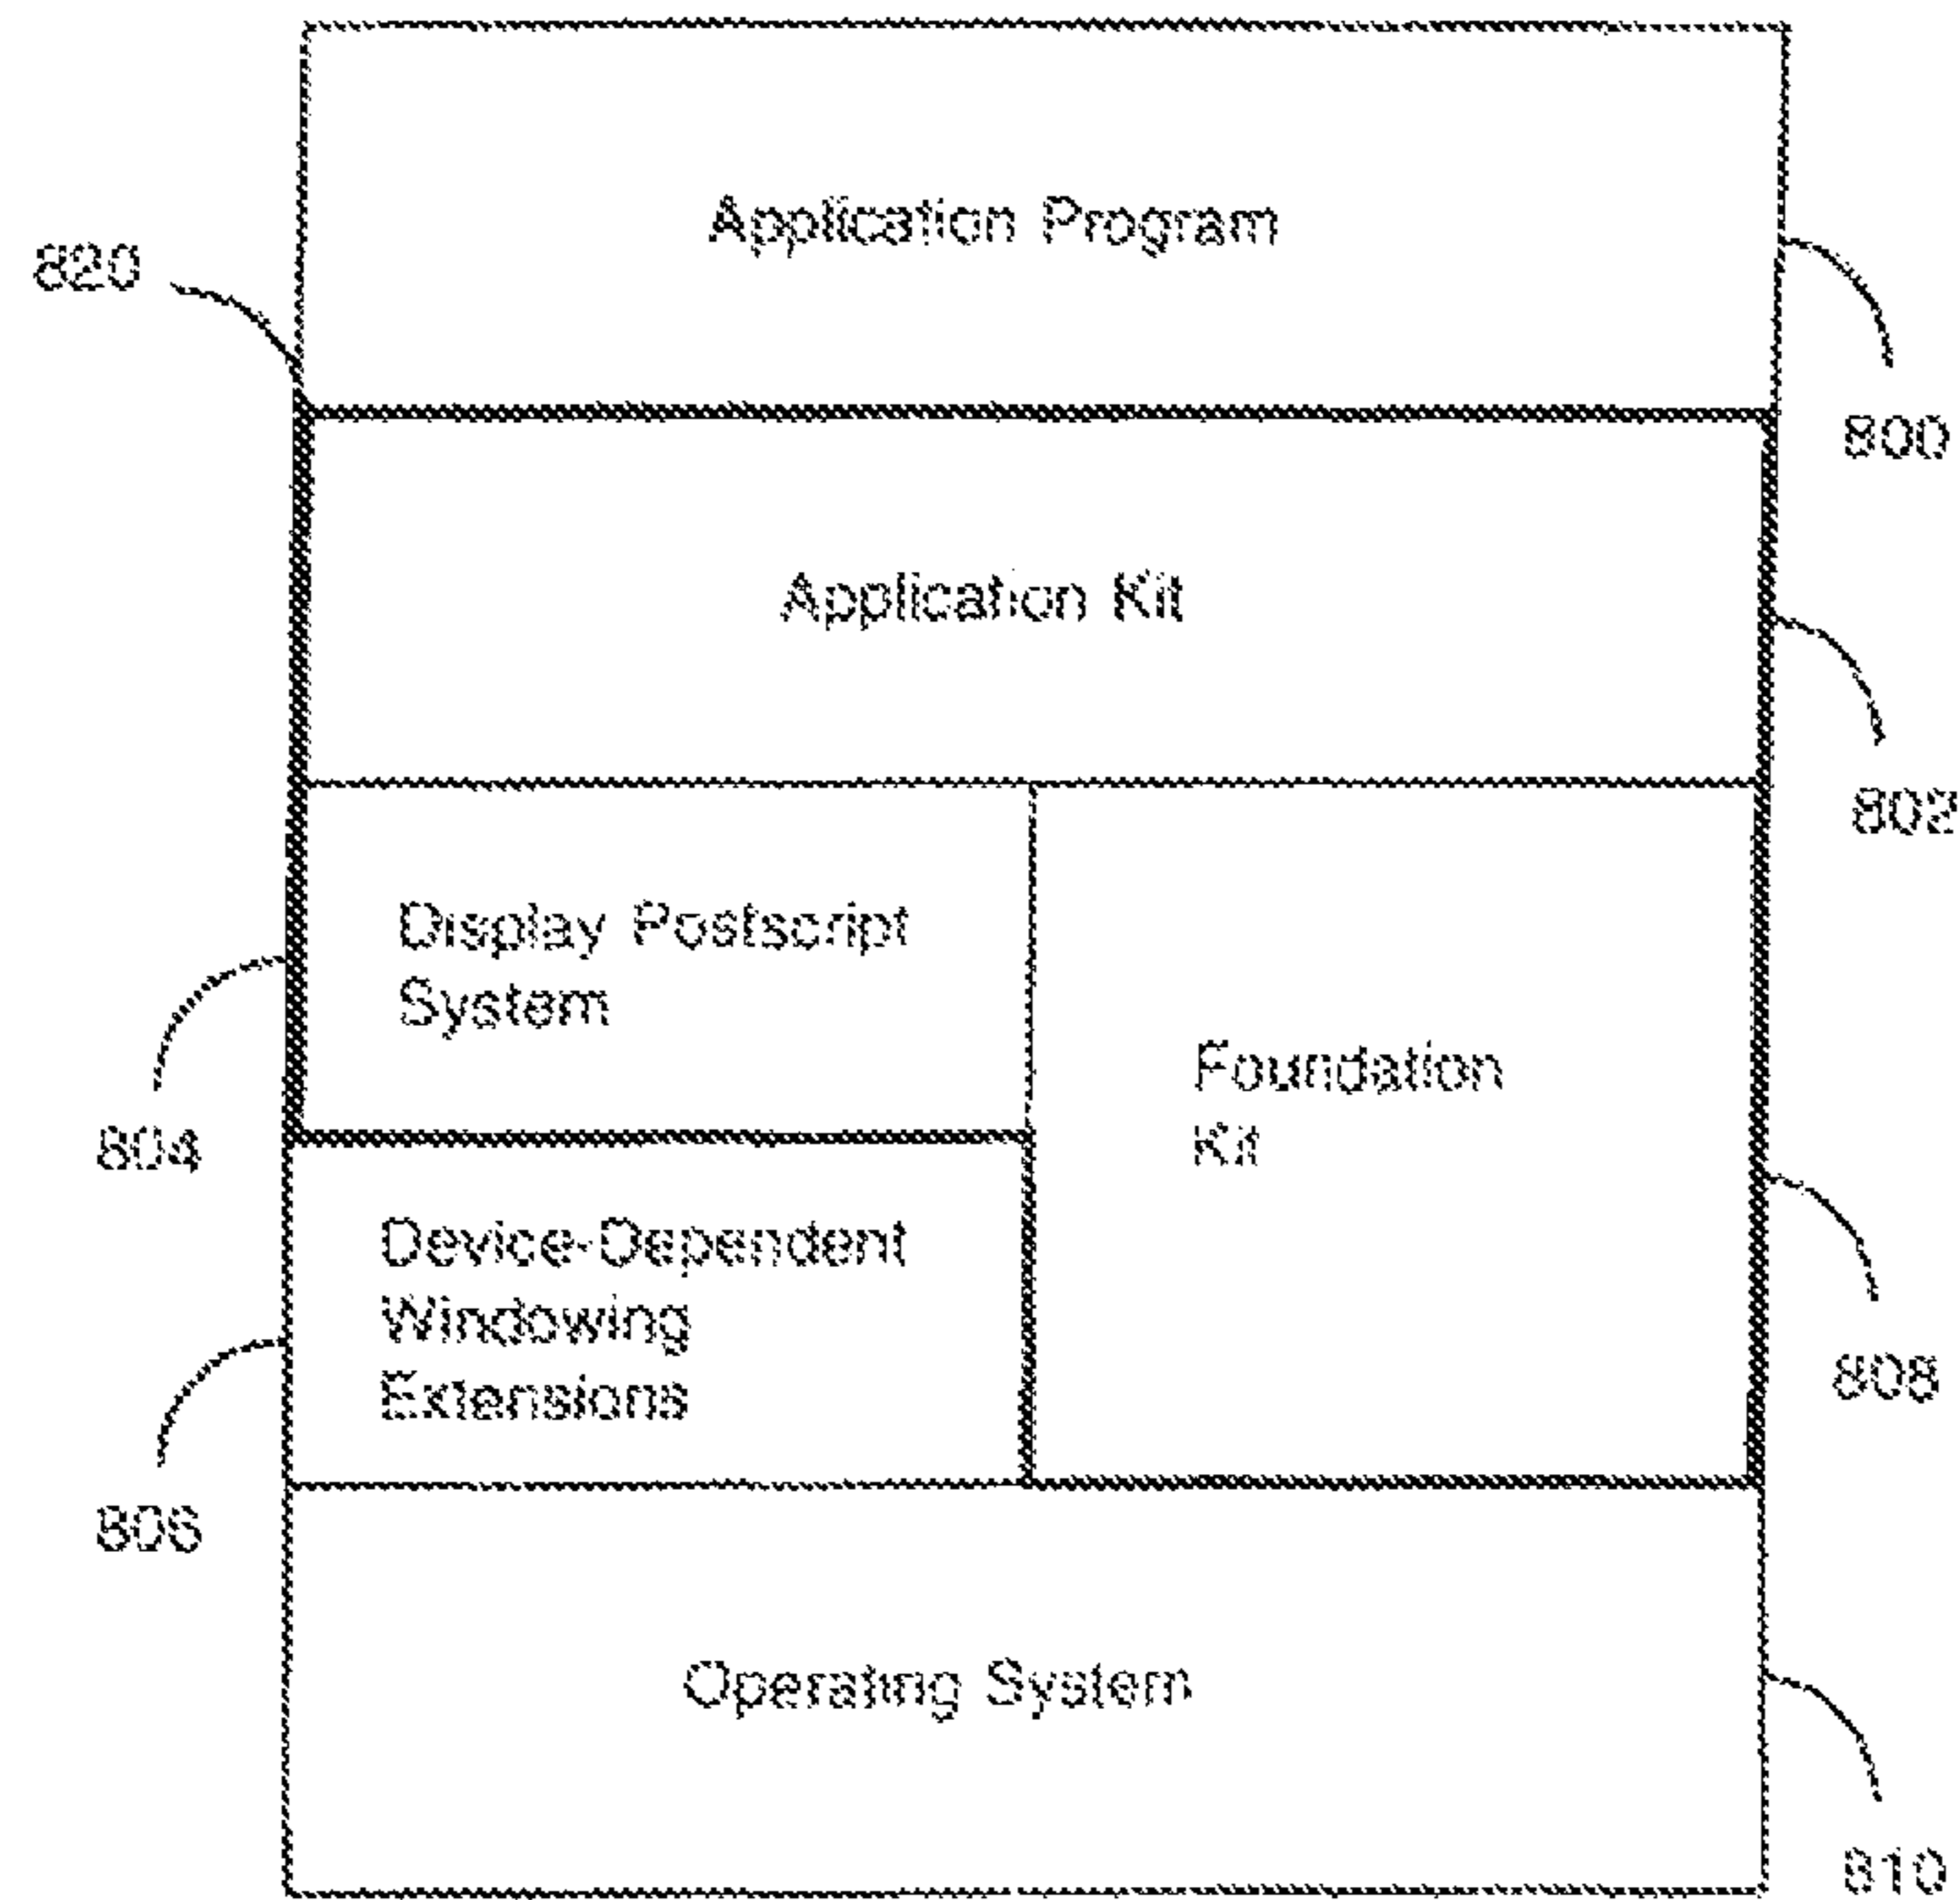 Application Program
820
800
Application Kit
802
Display Postscript
System
804
Foundation
Kit
808
Device-Dependent
Windowing
Extensions
806
Operating System
810